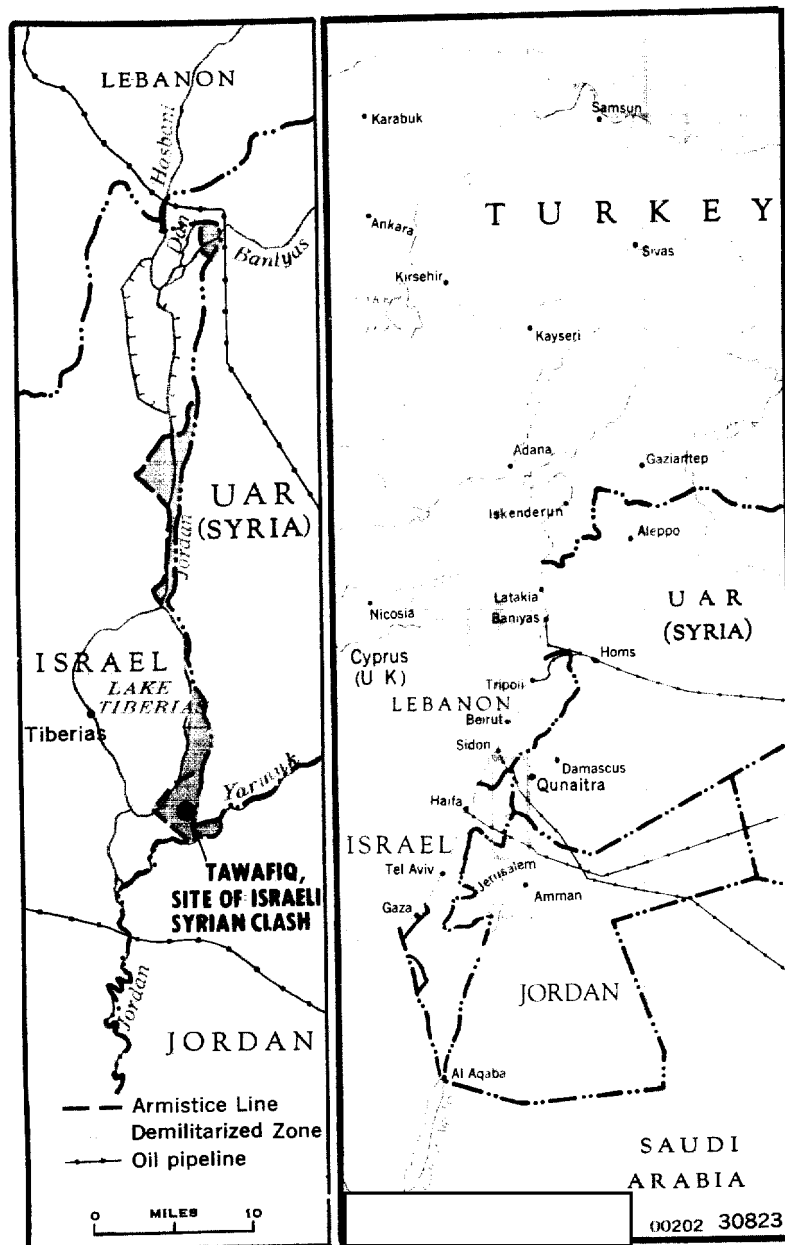 LEBANON
Hasbani
Dan
Baniyas
UAR
(SYRIA)
Jordan
ISRAEL
LAKE
TIBERIAS
Tiberias
Yarmuk
TAWAFIQ,
SITE OF ISRAELI
SYRIAN CLASH
Jordan
JORDAN
Armistice Line
Demilitarized Zone
Oil pipeline
0 MILES 10
Samsun
Karabuk
TURKEY
Ankara
Sivas
Kirsehir
Kayseri
Adana
Gaziantep
Iskenderun
Aleppo
Latakia
UAR
Nicosia
Baniyas
(SYRIA)
Cyprus
(U K)
Homs
Tripoli
LEBANON
Beirut
Sidon
Damascus
Qunaitra
Haifa
ISRAEL
Tel Aviv
Jerusalem
Amman
Gaza
JORDAN
Al Aqaba
SAUDI
ARABIA
00202 30823